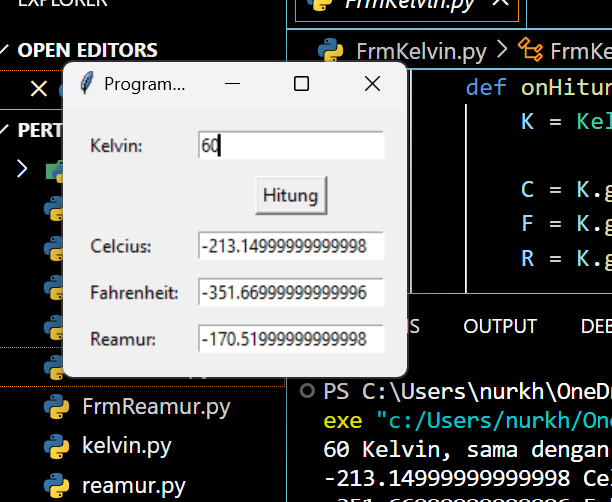 EXPLORER
FrmKelvin.py
OPEN EDITORS
FrmKelvin.py > FrmKe
Program...
def onHitun
PERT
K = Kel
Kelvin: 60
Hitung
C = K.g
F = K.g
R = K.g
Celcius: -213.14999999999998
Fahrenheit: -351.66999999999996
Reamur: -170.51999999999998
OUTPUT
DEB
FrmReamur.py
kelvin.py
reamur.py
PS C:\Users\nurkh\OneDr
exe "c:/Users/nurkh/One
60 Kelvin, sama dengan
-213.14999999999998 Cel